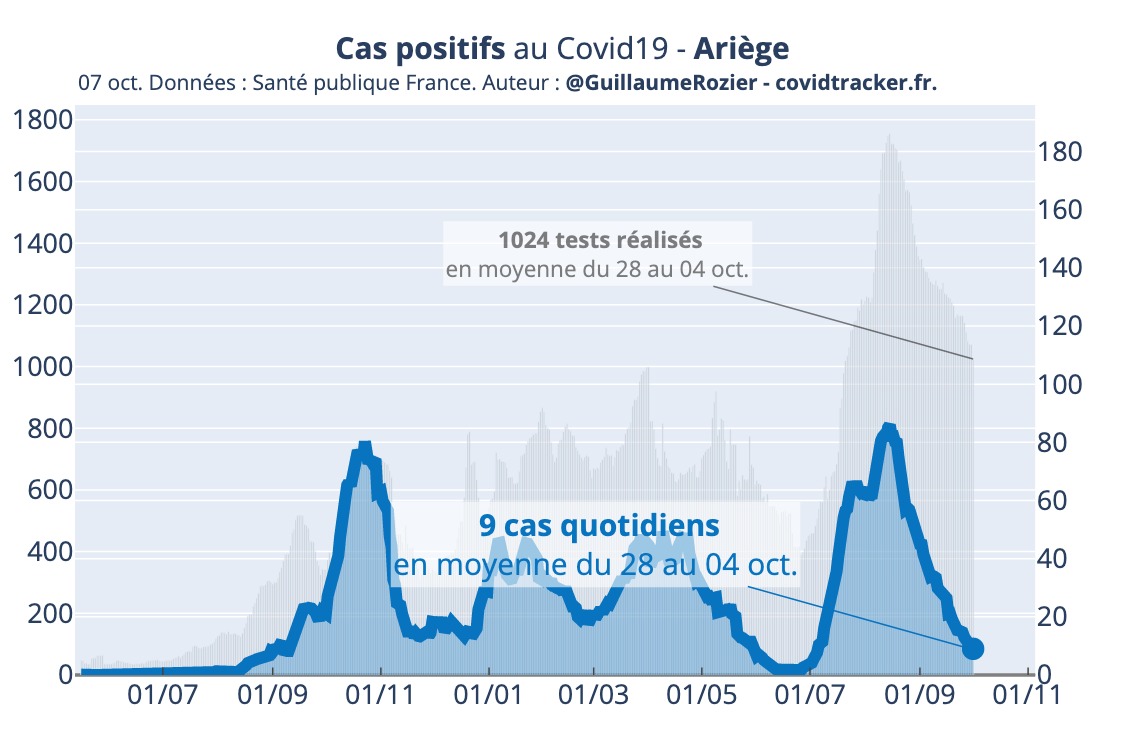 Cas positifs au Covid19 - Ariège
07 oct. Données : Santé publique France. Auteur : @GuillaumeRozier - covidtracker.fr.
1800
1600
1400
1200
1000
800
600
400
200
0
180
160
140
120
100
80
60
40
20
0
1024 tests réalisés
en moyenne du 28 au 04 oct.
9 cas quotidiens
en moyenne du 28 au 04 oct.
01/07 01/09 01/11 01/01 01/03 01/05 01/07 01/09 01/11